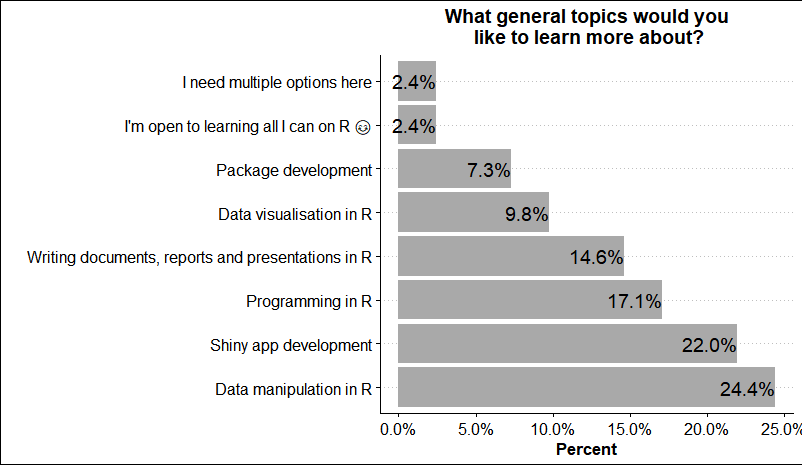 What general topics would you
like to learn more about?
I need multiple options here
2.4%
I'm open to learning all I can on R 😀
2.4%
Package development
7.3%
Data visualisation in R
9.8%
Writing documents, reports and presentations in R
14.6%
Programming in R
17.1%
Shiny app development
22.0%
Data manipulation in R
24.4%
0.0% 5.0% 10.0% 15.0% 20.0% 25.0%
Percent